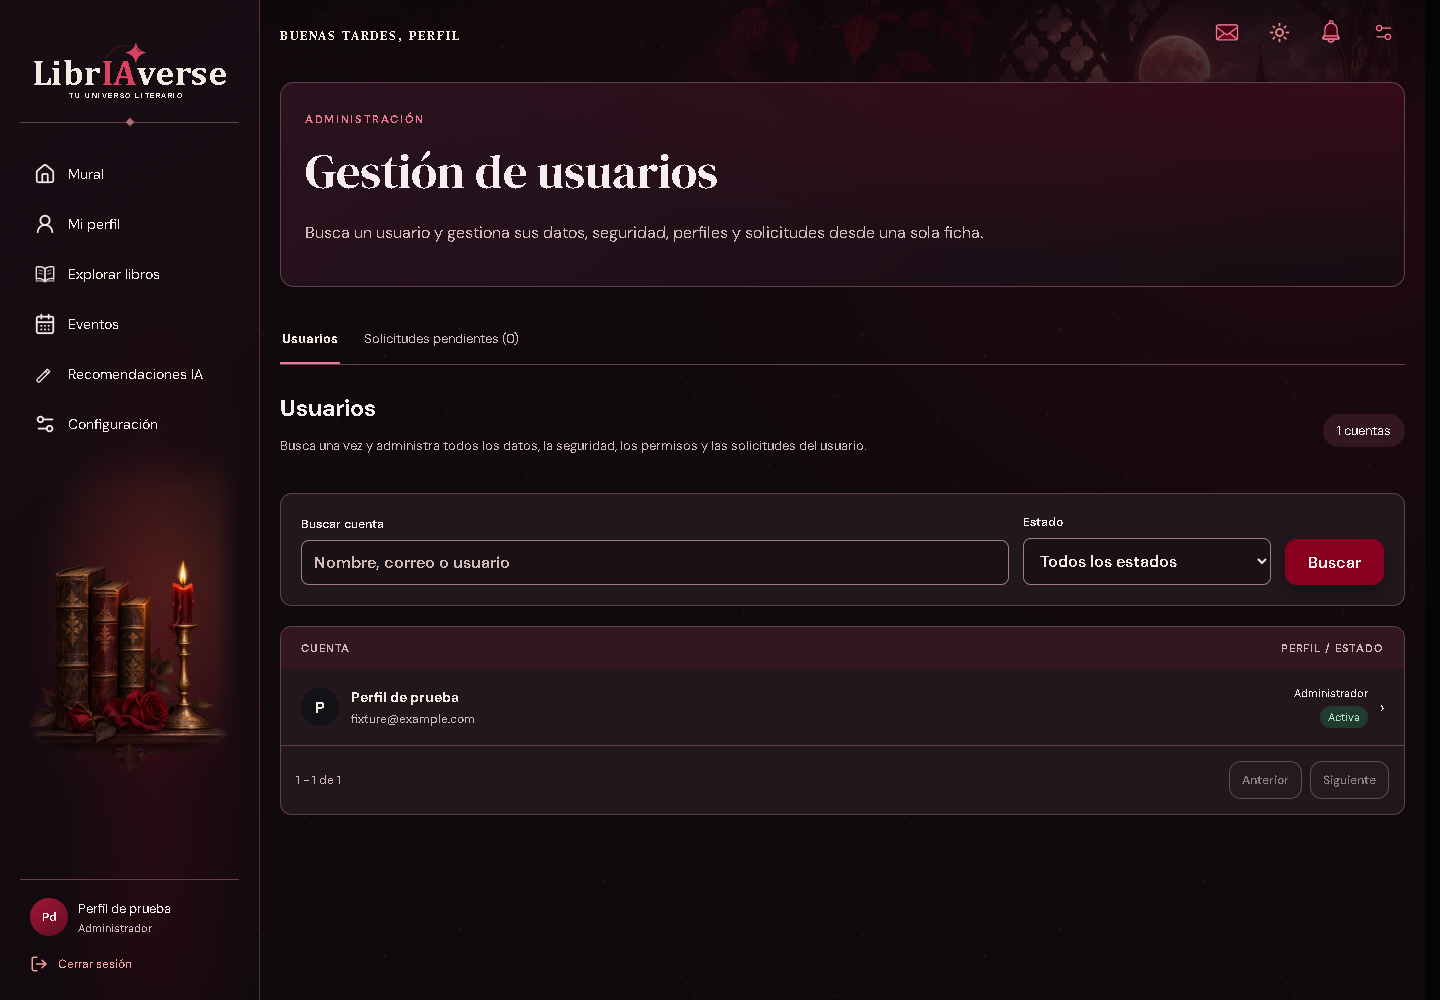 LibrIAverse
TU UNIVERSO LITERARIO
Mural
Mi perfil
Explorar libros
Eventos
Recomendaciones IA
Configuración
Pd
Perfil de prueba
Administrador
Cerrar sesión
BUENAS TARDES, PERFIL
ADMINISTRACIÓN
Gestión de usuarios
Busca un usuario y gestiona sus datos, seguridad, perfiles y solicitudes desde una sola ficha.
Usuarios
Solicitudes pendientes (0)
Usuarios
Busca una vez y administra todos los datos, la seguridad, los permisos y las solicitudes del usuario.
1 cuentas
Buscar cuenta
Nombre, correo o usuario
Estado
Todos los estados
Buscar
CUENTA
PERFIL / ESTADO
P
Perfil de prueba
fixture@example.com
Administrador
Activa
1 – 1 de 1
Anterior
Siguiente